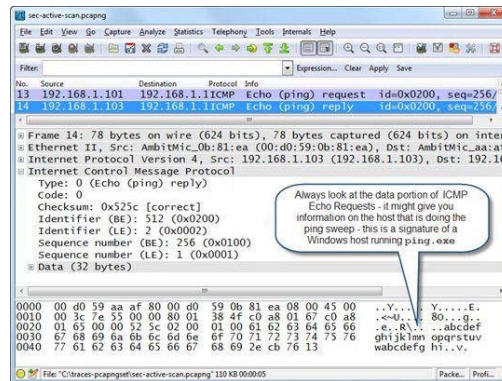 sec-active-scan.pcapng
File Edit View Go Capture Analyze Statistics Telephony Tools Internals Help
Filter: Expression... Clear Apply Save
No. Source Destination Protocol Info
13 192.168.1.101 192.168.1.1 ICMP Echo (ping) request id=0x0200, seq=256/
14 192.168.1.103 192.168.1.1 ICMP Echo (ping) reply id=0x0200, seq=256/
Frame 14: 78 bytes on wire (624 bits), 78 bytes captured (624 bits) on inte
Ethernet II, Src: AmbitMic_0b:81:ea (00:d0:59:0b:81:ea), Dst: AmbitMic_aa:a
Internet Protocol Version 4, Src: 192.168.1.103 (192.168.1.103), Dst: 192.16
Internet Control Message Protocol
Type: 0 (Echo (ping) reply)
Code: 0
Checksum: 0x525c [correct]
Identifier (BE): 512 (0x0200)
Identifier (LE): 2 (0x0002)
Sequence number (BE): 256 (0x0100)
Sequence number (LE): 1 (0x0001)
Data (32 bytes)
Always look at the data portion of ICMP
Echo Requests - it might give you
information on the host that is doing the
ping sweep - this is a signature of a
Windows host running ping.exe
0000 00 d0 59 aa af 80 00 d0 59 0b 81 ea 08 00 45 00 ..Y..... Y.....E.
0010 00 3c 7e 55 00 00 80 01 38 4f c0 a8 01 67 c0 a8 .<~U.... 8O...g..
0020 01 65 00 00 52 5c 02 00 01 00 61 62 63 64 65 66 .e..R\.. ..abcdef
0030 67 68 69 6a 6b 6c 6d 6e 6f 70 71 72 73 74 75 76 ghijklmn opqrstuv
0040 77 61 62 63 64 65 66 67 68 69 2e cb 76 13 wabcdefg hi..v.
File: "C:\traces-pcapngset\sec-active-scan.pcapng" 110 KB 00:00:05 Packe... Profi...